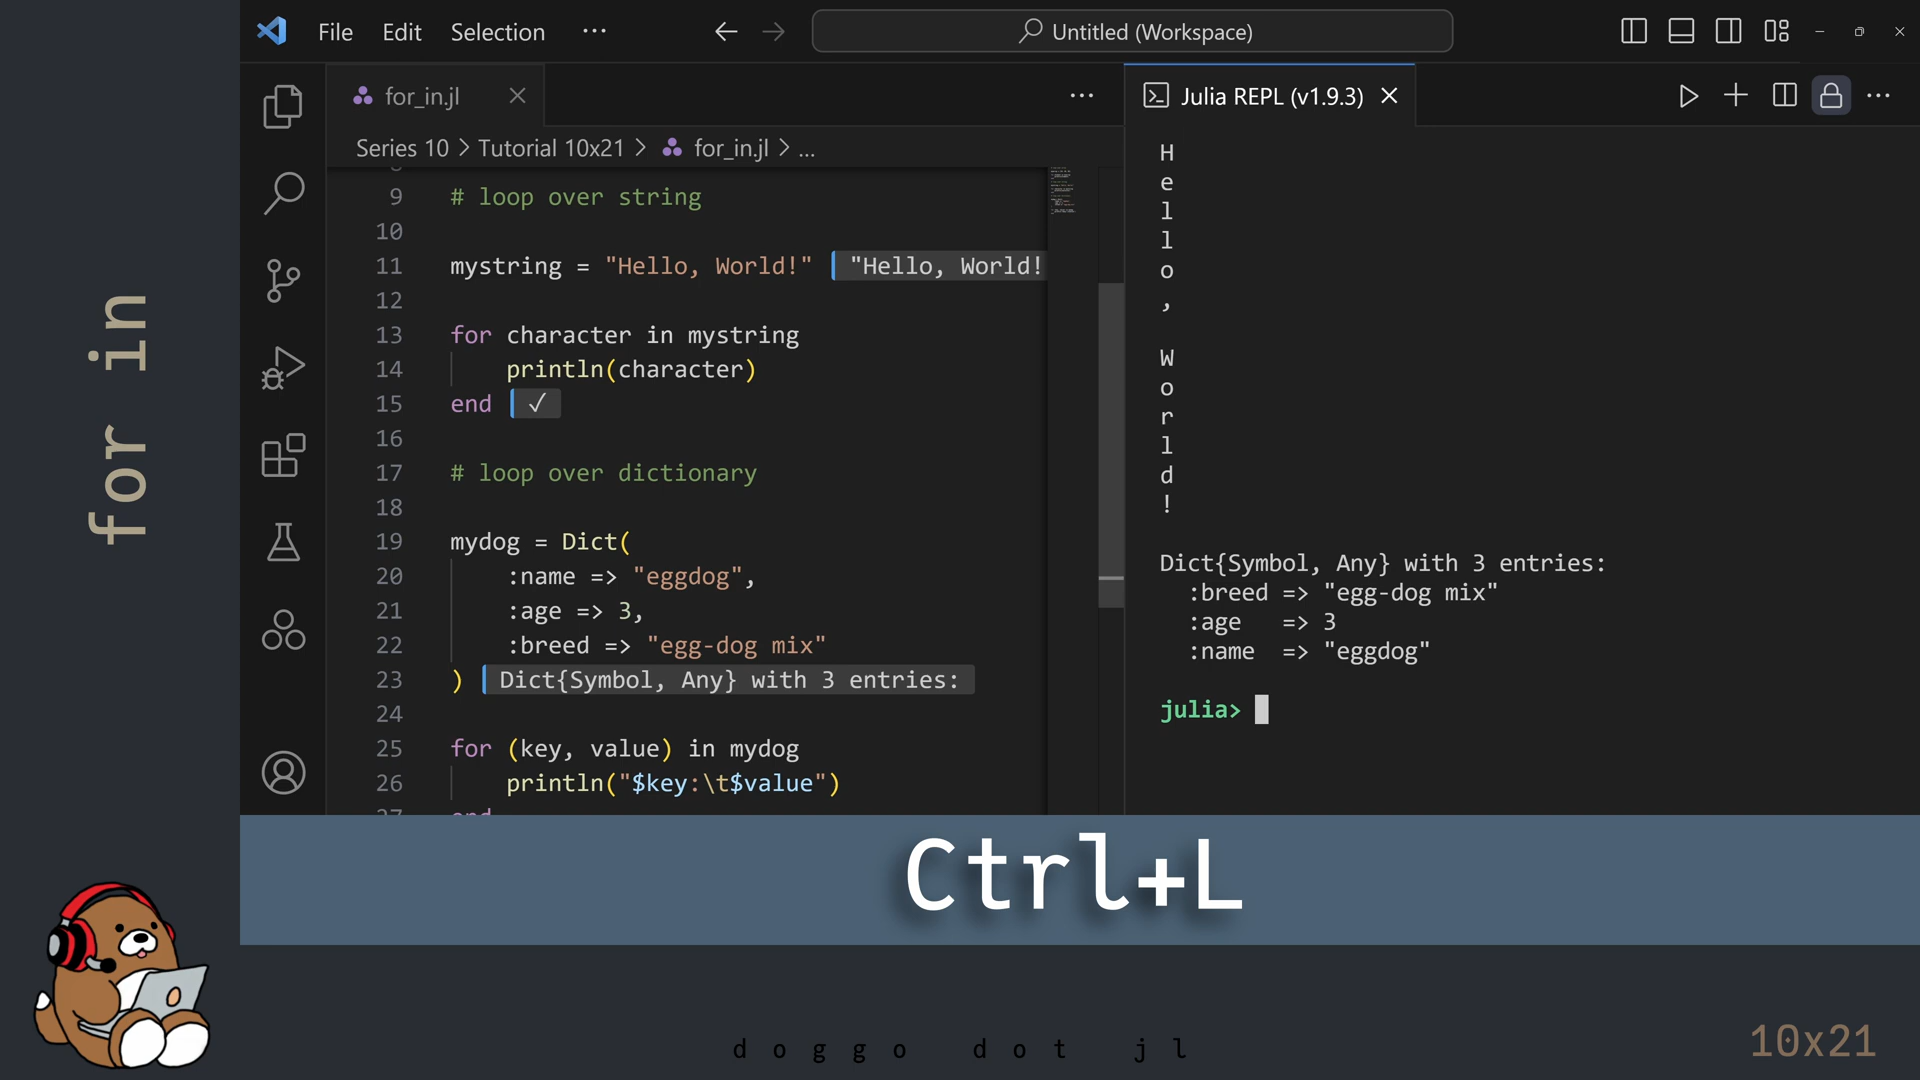 for in
File Edit Selection ···
Untitled (Workspace)
for_in.jl
Series 10 > Tutorial 10x21 > for_in.jl > ...
9 # loop over string
10
11 mystring = "Hello, World!" "Hello, World!
12
13 for character in mystring
14 println(character)
15 end ✓
16
17 # loop over dictionary
18
19 mydog = Dict(
20 :name => "eggdog",
21 :age => 3,
22 :breed => "egg-dog mix"
23 ) Dict{Symbol, Any} with 3 entries:
24
25 for (key, value) in mydog
26 println("$key:\t$value")
27 end
Julia REPL (v1.9.3)
H
e
l
l
o
,
W
o
r
l
d
!
Dict{Symbol, Any} with 3 entries:
:breed => "egg-dog mix"
:age => 3
:name => "eggdog"
julia>
Ctrl+L
doggo dot jl
10x21